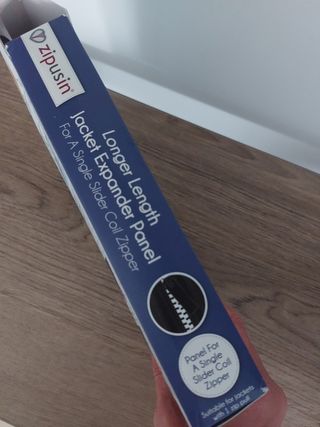 zipusin®
Longer Length
Jacket Expander Panel
For A Single Slider Coil Zipper
Panel For
A Single
Slider Coil
Zipper
Suitable for jackets
with 1 zip pull